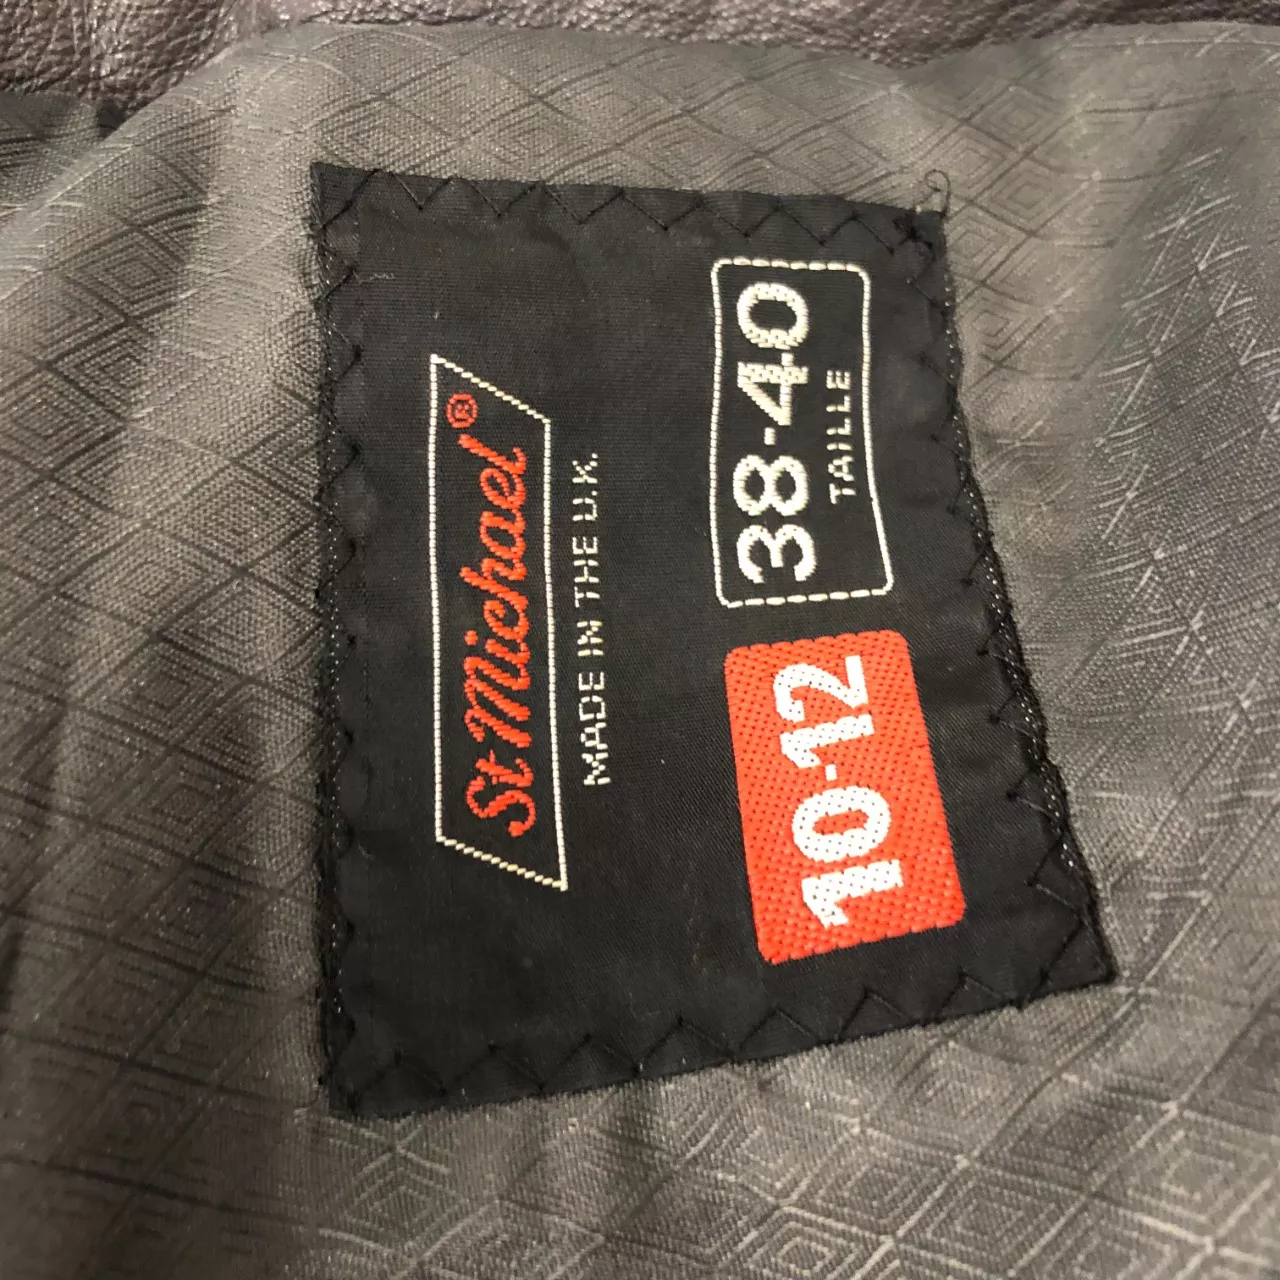 St Michael®
MADE IN THE U.K.
10-12
38-40
TAILLE